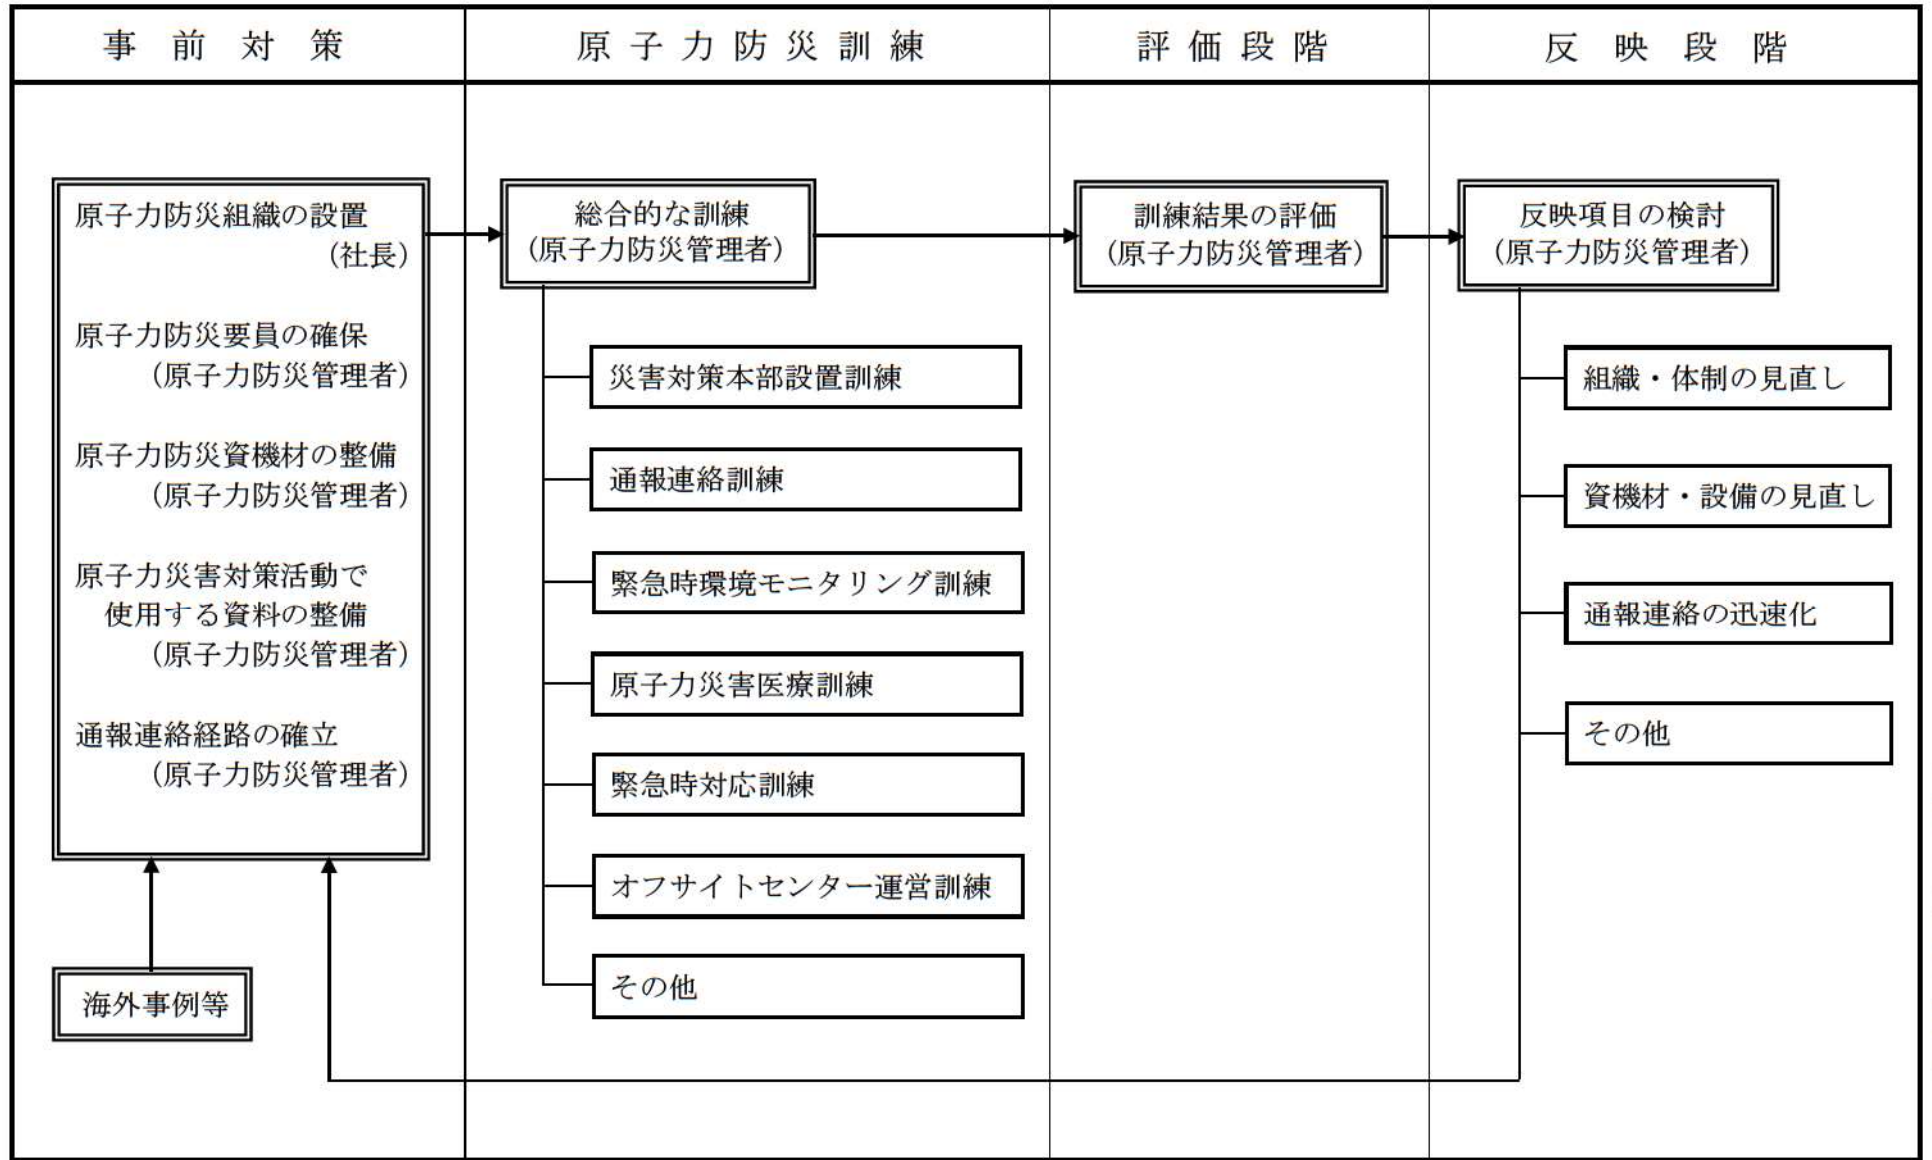 事前対策
原子力防災訓練
評価段階
反映段階
原子力防災組織の設置
(社長)
原子力防災要員の確保
(原子力防災管理者)
原子力防災資機材の整備
(原子力防災管理者)
原子力災害対策活動で
使用する資料の整備
(原子力防災管理者)
通報連絡経路の確立
(原子力防災管理者)
海外事例等
総合的な訓練
(原子力防災管理者)
災害対策本部設置訓練
通報連絡訓練
緊急時環境モニタリング訓練
原子力災害医療訓練
緊急時対応訓練
オフサイトセンター運営訓練
その他
訓練結果の評価
(原子力防災管理者)
反映項目の検討
(原子力防災管理者)
組織・体制の見直し
資機材・設備の見直し
通報連絡の迅速化
その他